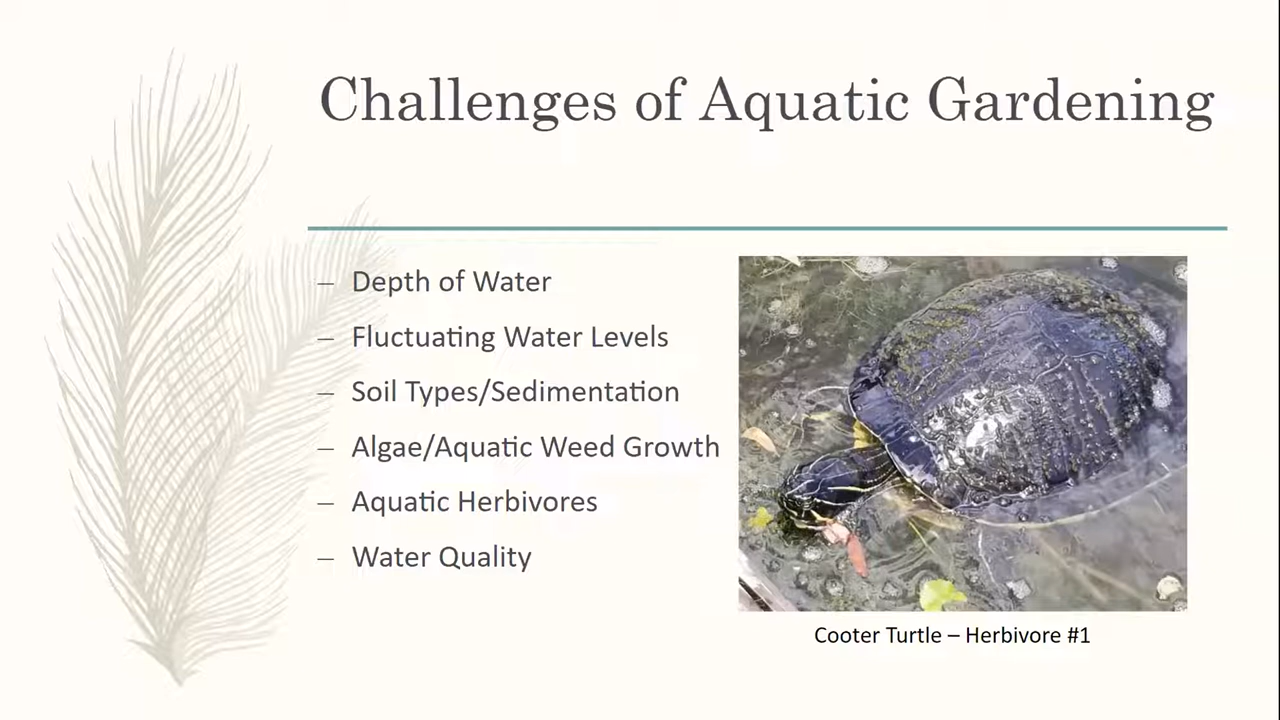 Challenges of Aquatic Gardening
– Depth of Water
– Fluctuating Water Levels
– Soil Types/Sedimentation
– Algae/Aquatic Weed Growth
– Aquatic Herbivores
– Water Quality
Cooter Turtle – Herbivore #1